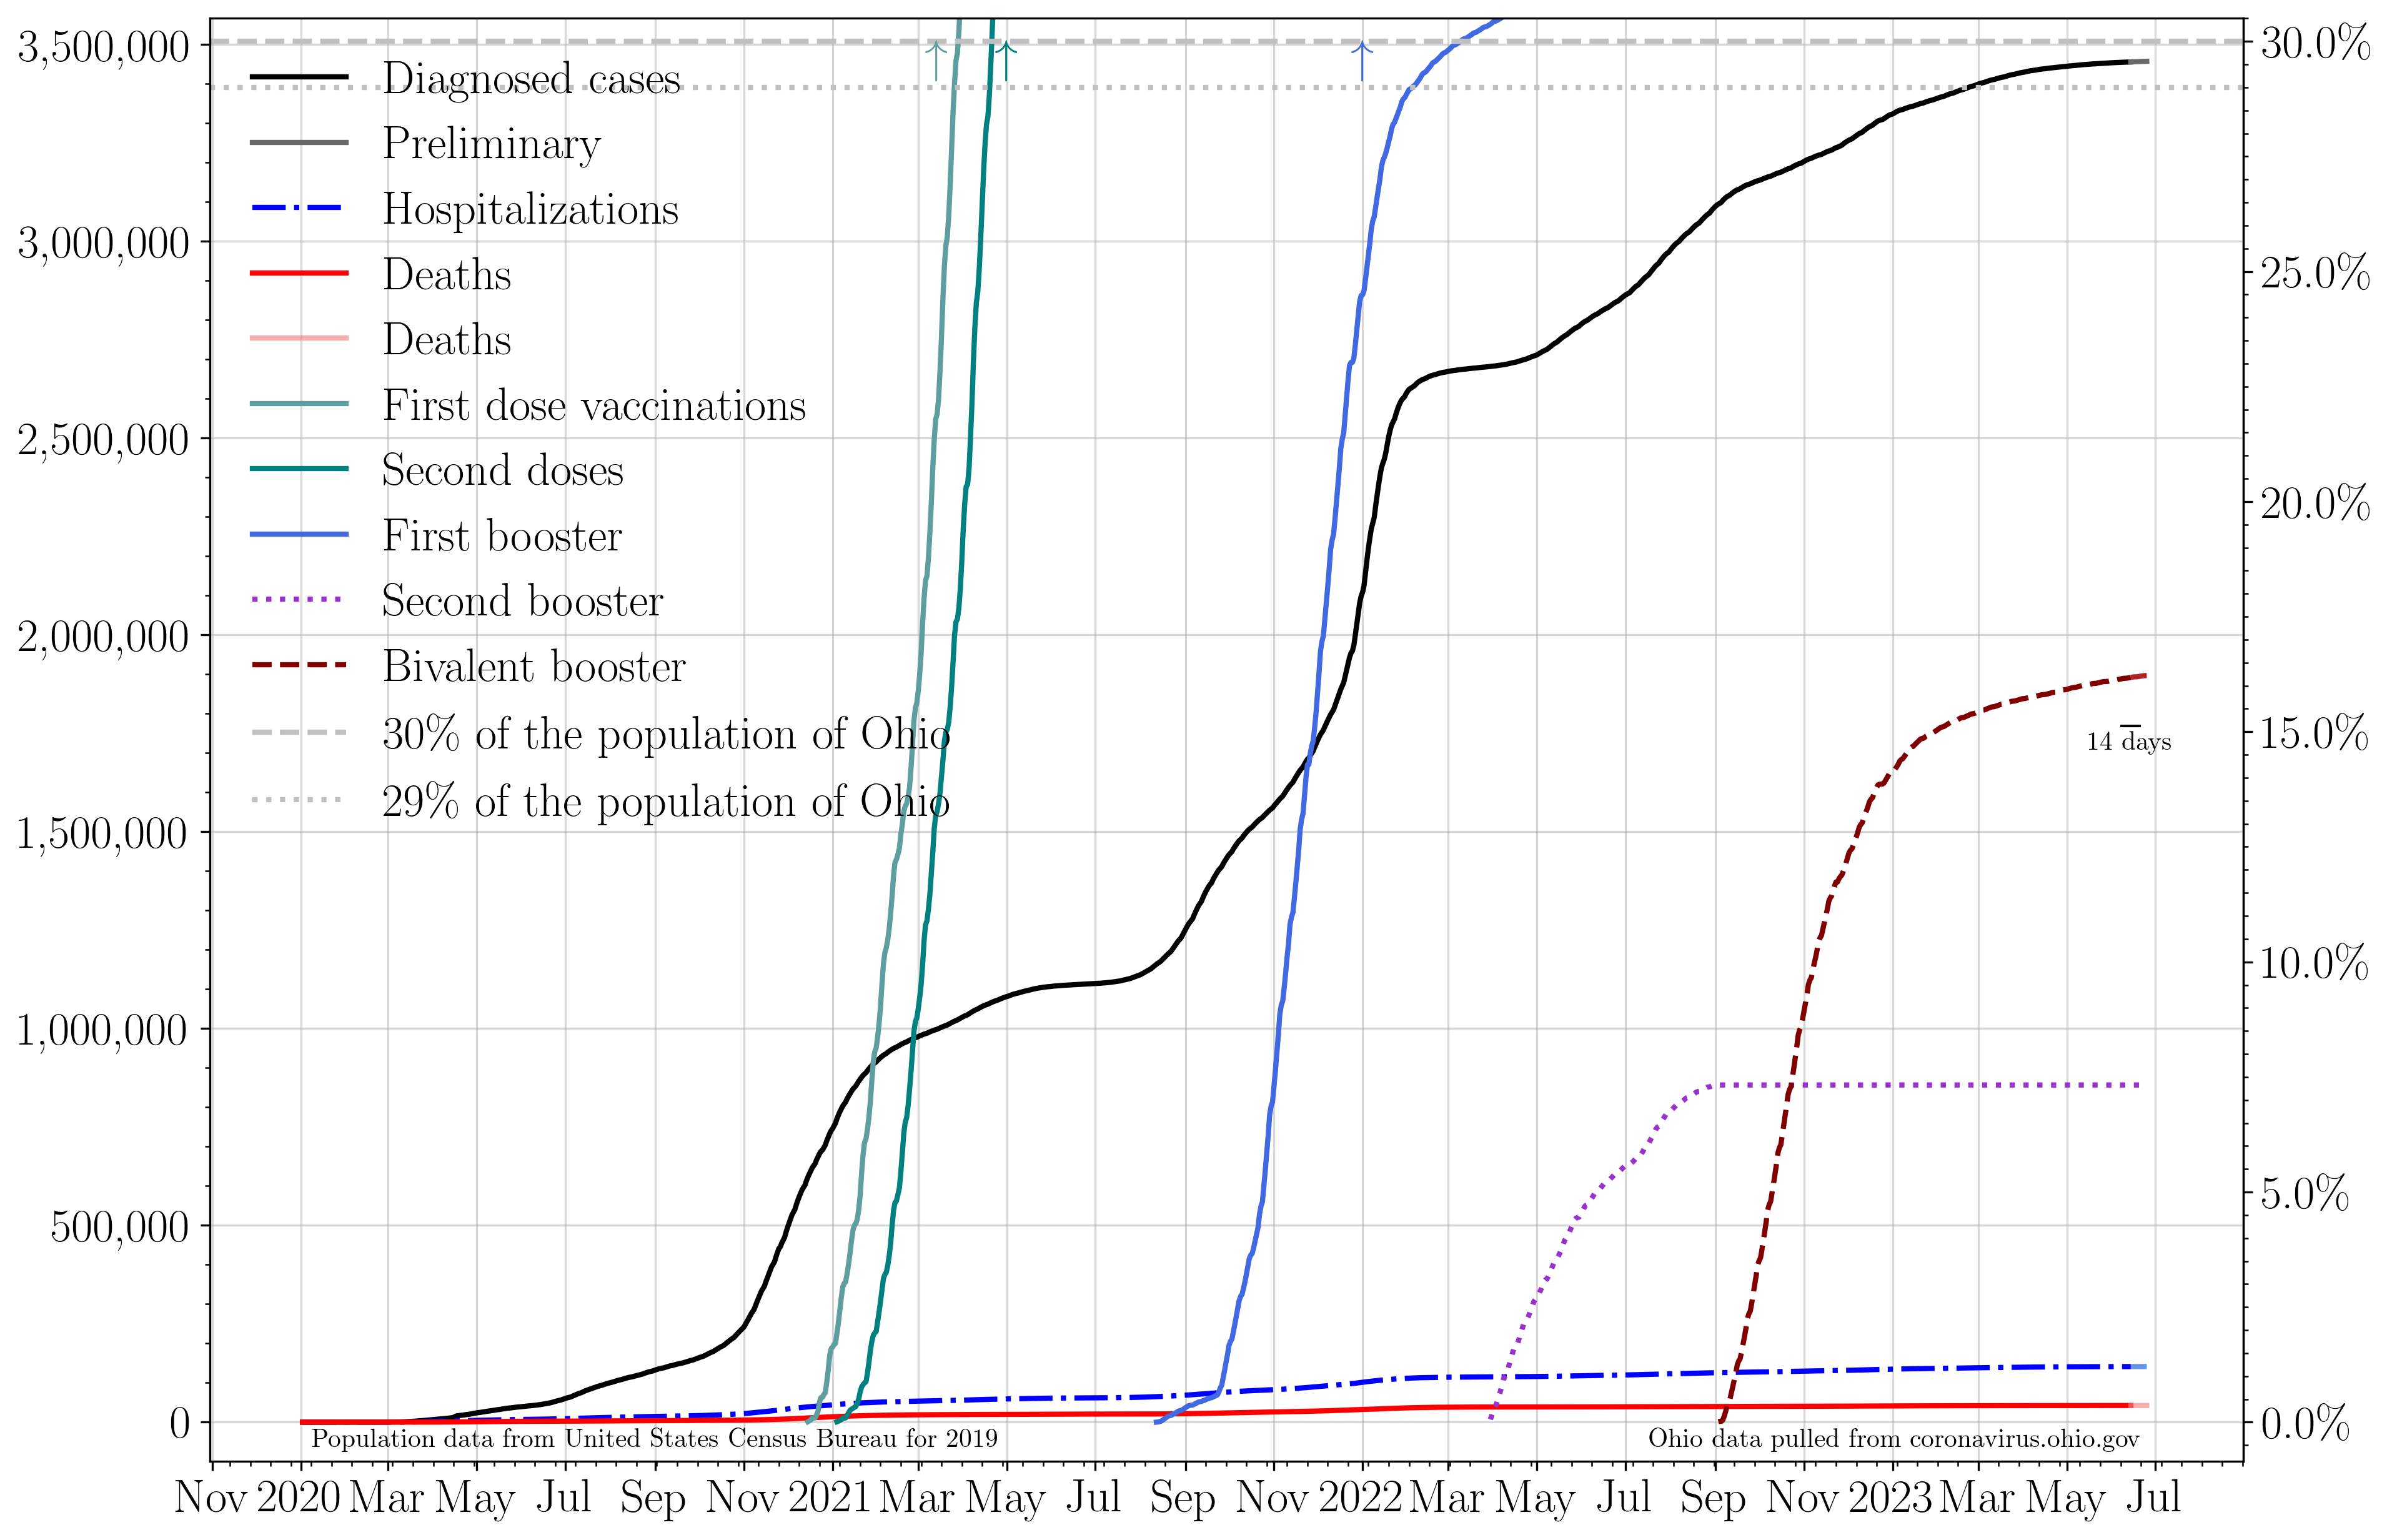 3,500,000
3,000,000
2,500,000
2,000,000
1,500,000
1,000,000
500,000
0
Diagnosed cases
Preliminary
Hospitalizations
Deaths
Deaths
First dose vaccinations
Second doses
First booster
Second booster
Bivalent booster
30% of the population of Ohio
29% of the population of Ohio
30.0%
25.0%
20.0%
15.0%
10.0%
5.0%
0.0%
14 days
Population data from United States Census Bureau for 2019
Ohio data pulled from coronavirus.ohio.gov
Nov 2020 Mar May Jul Sep Nov 2021 Mar May Jul Sep Nov 2022 Mar May Jul Sep Nov 2023 Mar May Jul